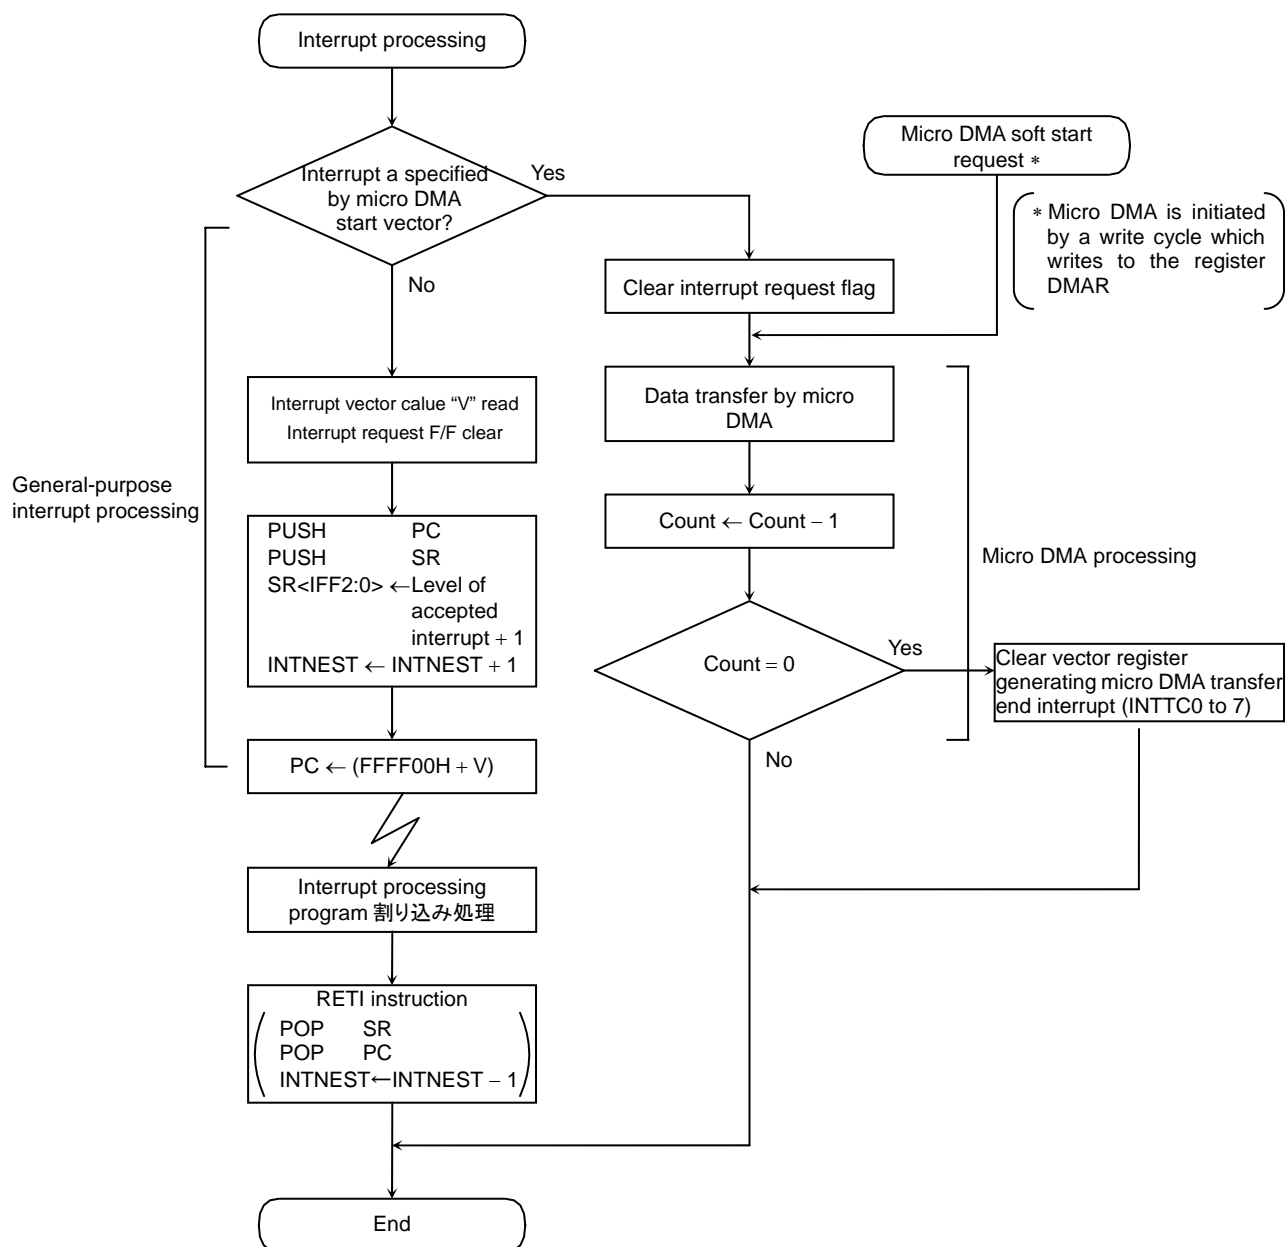 Interrupt processing
Interrupt a specified
by micro DMA
start vector?
Yes
No
Micro DMA soft start
request *
* Micro DMA is initiated
by a write cycle which
writes to the register
DMAR
Clear interrupt request flag
Data transfer by micro
DMA
Count ← Count − 1
Micro DMA processing
Count = 0
Yes
No
Clear vector register
generating micro DMA transfer
end interrupt (INTTC0 to 7)
General-purpose
interrupt processing
Interrupt vector calue “V” read
Interrupt request F/F clear
PUSH PC
PUSH SR
SR<IFF2:0> ← Level of
accepted
interrupt + 1
INTNEST ← INTNEST + 1
PC ← (FFFF00H + V)
Interrupt processing
program 割り込み処理
RETI instruction
POP SR
POP PC
INTNEST←INTNEST − 1
End